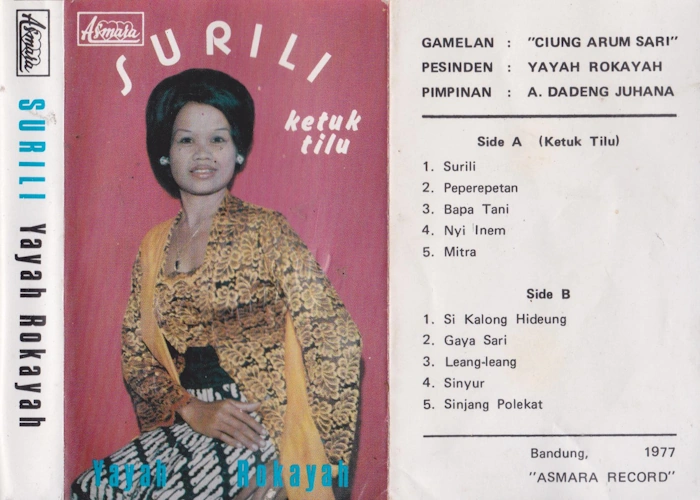 Asmara
SURILI Yayah Rokayah
Asmara
SURILI
ketuk
tilu
Yayah Rokayah
GAMELAN : "CIUNG ARUM SARI"
PESINDEN : YAYAH ROKAYAH
PIMPINAN : A. DADENG JUHANA
Side A (Ketuk Tilu)
1. Surili
2. Peperepetan
3. Bapa Tani
4. Nyi Inem
5. Mitra
Side B
1. Si Kalong Hideung
2. Gaya Sari
3. Leang-leang
4. Sinyur
5. Sinjang Polekat
Bandung, 1977
"ASMARA RECORD"